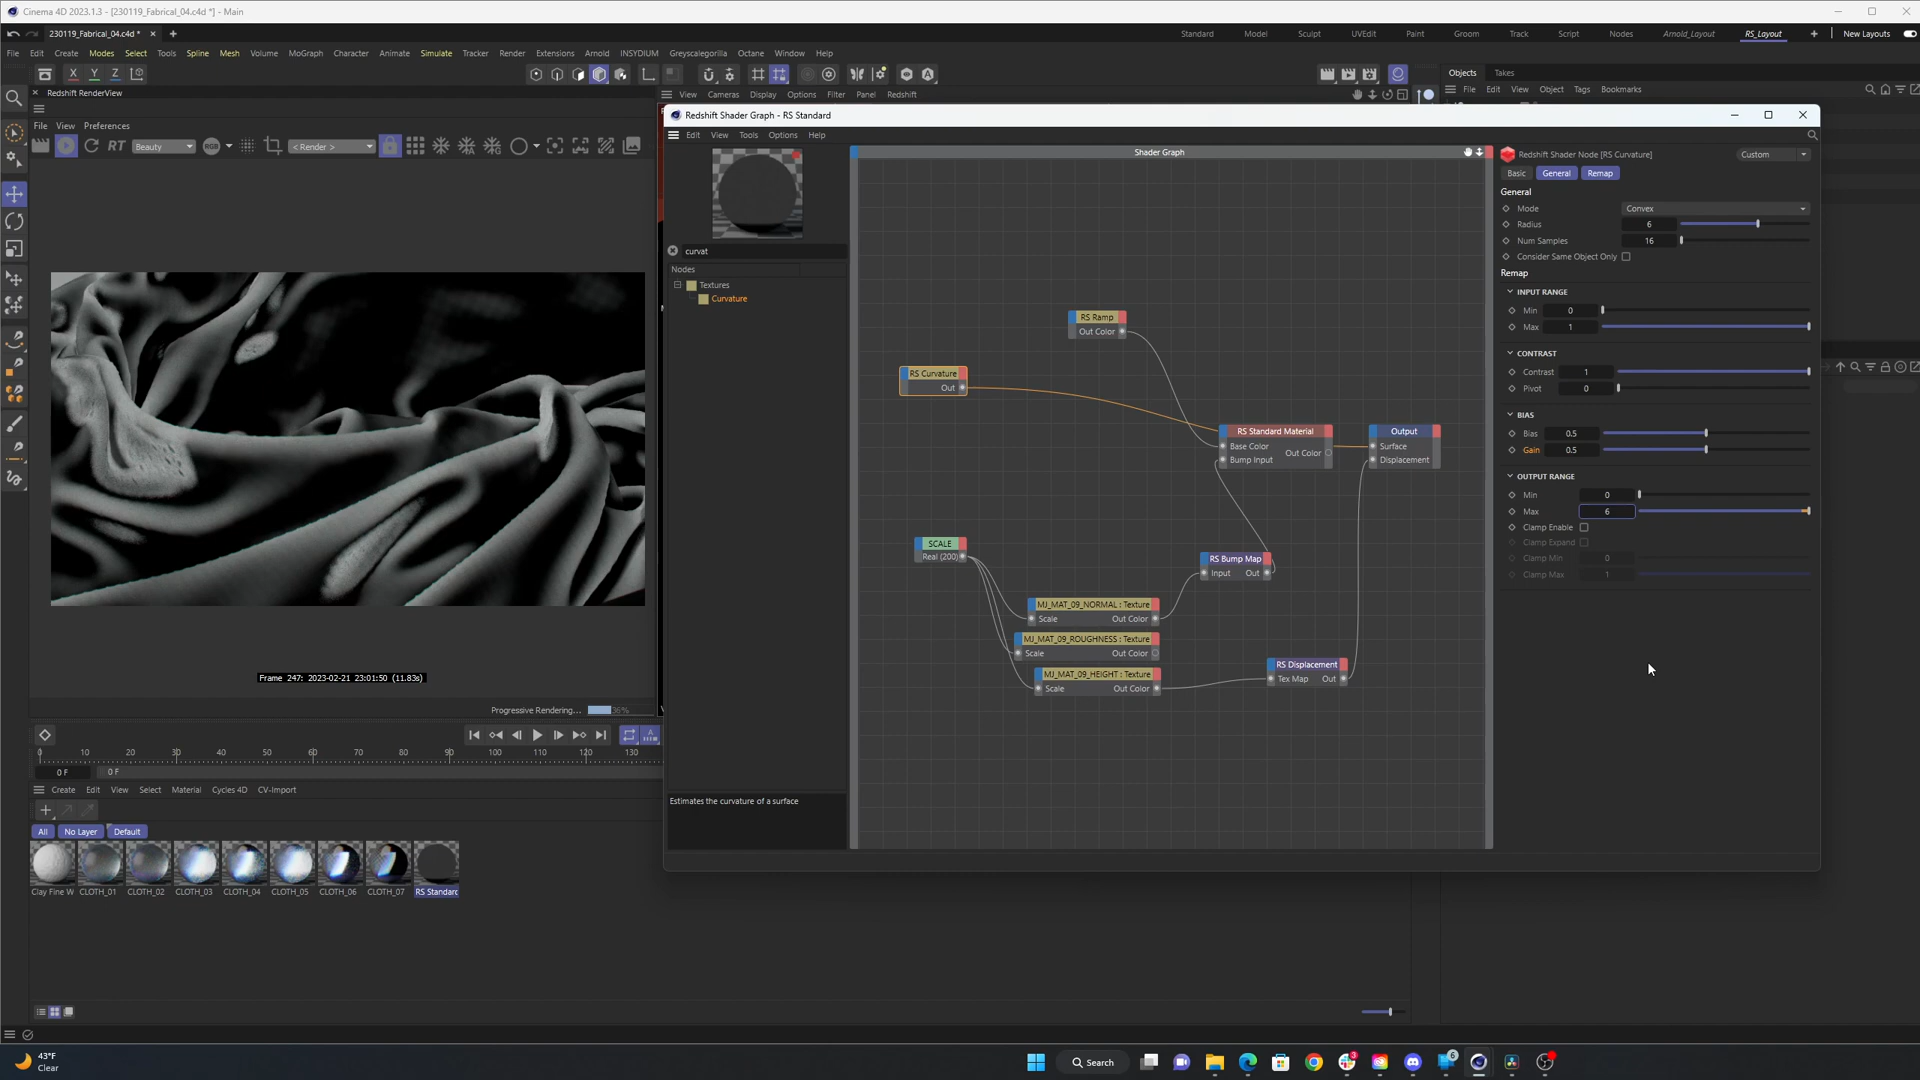 Cinema 4D 2023.1.3 - [230119_Fabrical_04.c4d *] - Main
230119_Fabrical_04.c4d *
Standard Model Sculpt UVEdit Paint Groom Track Script Nodes Arnold_Layout RS_Layout New Layouts
File Edit Create Modes Select Tools Spline Mesh Volume MoGraph Character Animate Simulate Tracker Render Extensions Arnold INSYDIUM Greyscalegorilla Octane Window Help
X Y Z
Objects Takes
Redshift RenderView
View Cameras Display Options Filter Panel Redshift
File Edit View Object Tags Bookmarks
Redshift Shader Graph - RS Standard
File View Preferences
Edit View Tools Options Help
RT Beauty RGB < Render >
Shader Graph
Redshift Shader Node [RS Curvature]
Custom
Basic General Remap
General
Mode Convex
Radius 6
Num Samples 16
Consider Same Object Only
Remap
INPUT RANGE
Min 0
Max 1
CONTRAST
Contrast 1
Pivot 0
BIAS
Bias 0.5
Gain 0.5
OUTPUT RANGE
Min 0
Max 6
Clamp Enable
Clamp Expand
Clamp Min 0
Clamp Max 1
curvat
Nodes
Textures
Curvature
RS Ramp
Out Color
RS Curvature
Out
RS Standard Material
Base Color
Out Color
Bump Input
Output
Surface
Displacement
SCALE
Real (200)
RS Bump Map
Input Out
MJ_MAT_09_NORMAL : Texture
Scale Out Color
MJ_MAT_09_ROUGHNESS : Texture
Scale Out Color
MJ_MAT_09_HEIGHT : Texture
Scale Out Color
RS Displacement
Tex Map Out
Estimates the curvature of a surface
Frame 247: 2023-02-21 23:01:50 (11.83s)
Progressive Rendering... 36%
0 10 20 30 40 50 60 70 80 90 100 110 120 130
0 F 0 F
Create Edit View Select Material Cycles 4D CV-Import
All No Layer Default
Clay Fine W CLOTH_01 CLOTH_02 CLOTH_03 CLOTH_04 CLOTH_05 CLOTH_06 CLOTH_07 RS Standard
43°F
Clear
Search
3
6